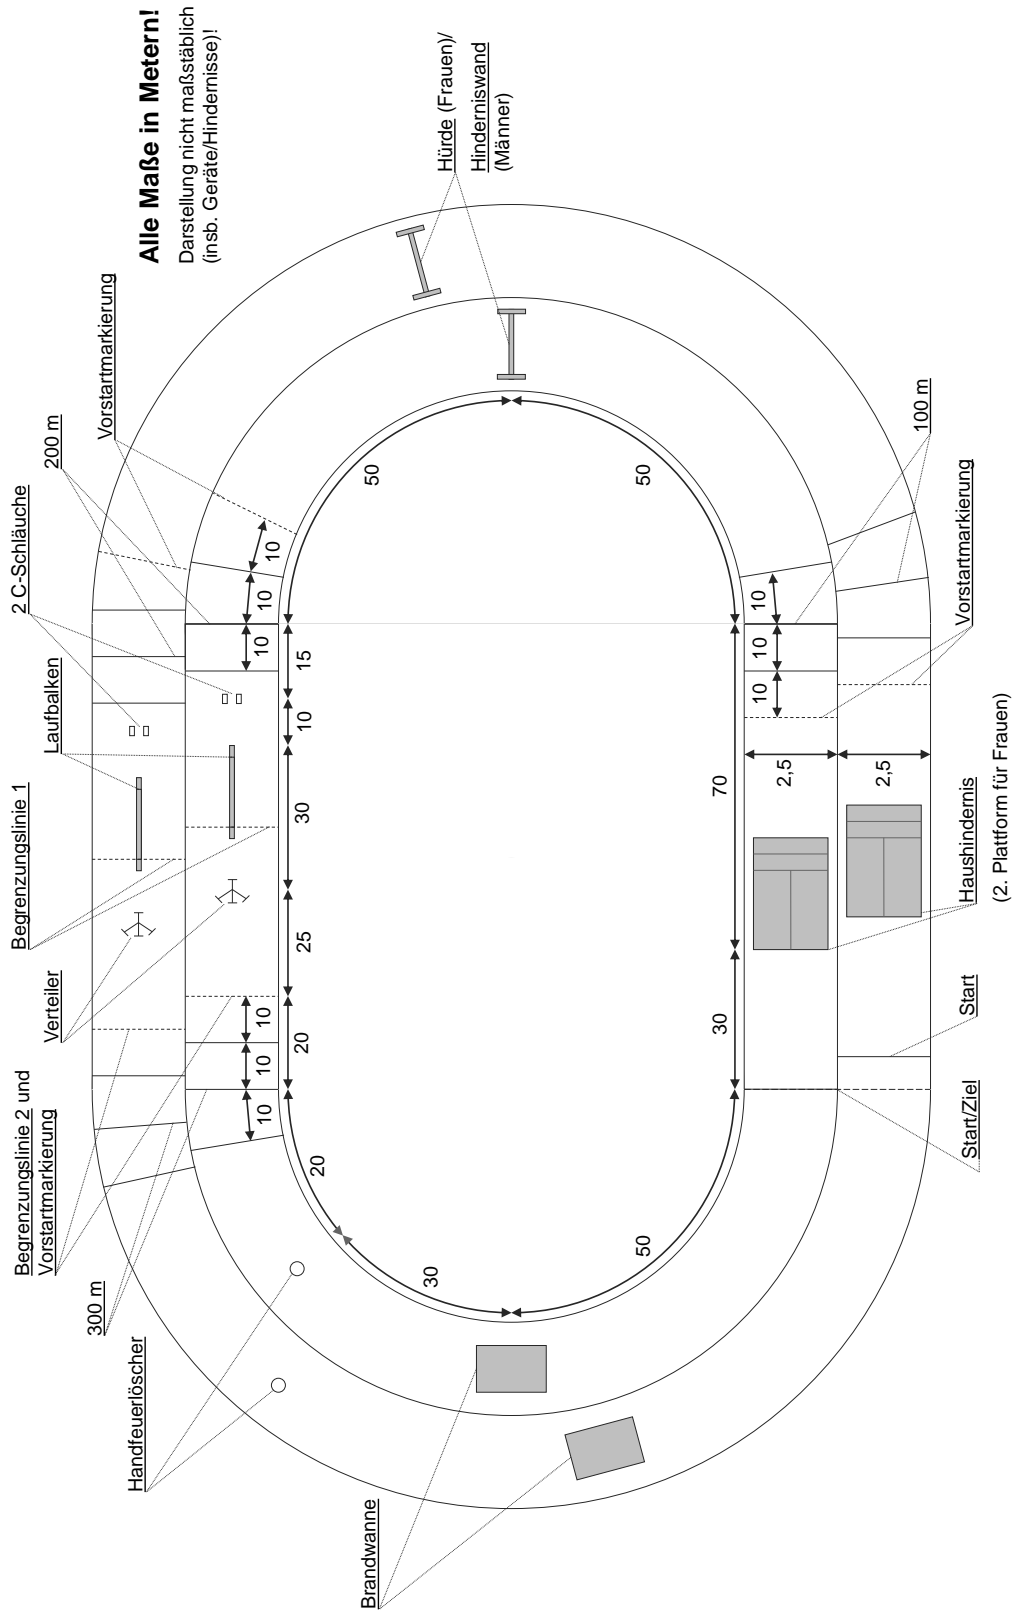 Alle Maße in Metern!
Darstellung nicht maßstäblich
(insb. Geräte/Hindernisse)!
Brandwanne
Handfeuerlöscher
300 m
Begrenzungslinie 2 und
Vorstartmarkierung
Verteiler
Begrenzungslinie 1
Laufbalken
2 C-Schläuche
200 m
Vorstartmarkierung
Hürde (Frauen)/
Hinderniswand
(Männer)
10
10
10
10
10
10
20
20
25
30
10
15
50
30
50
30
70
50
10
10
10
2,5
2,5
Start/Ziel
Start
Haushindernis
(2. Plattform für Frauen)
Vorstartmarkierung
100 m